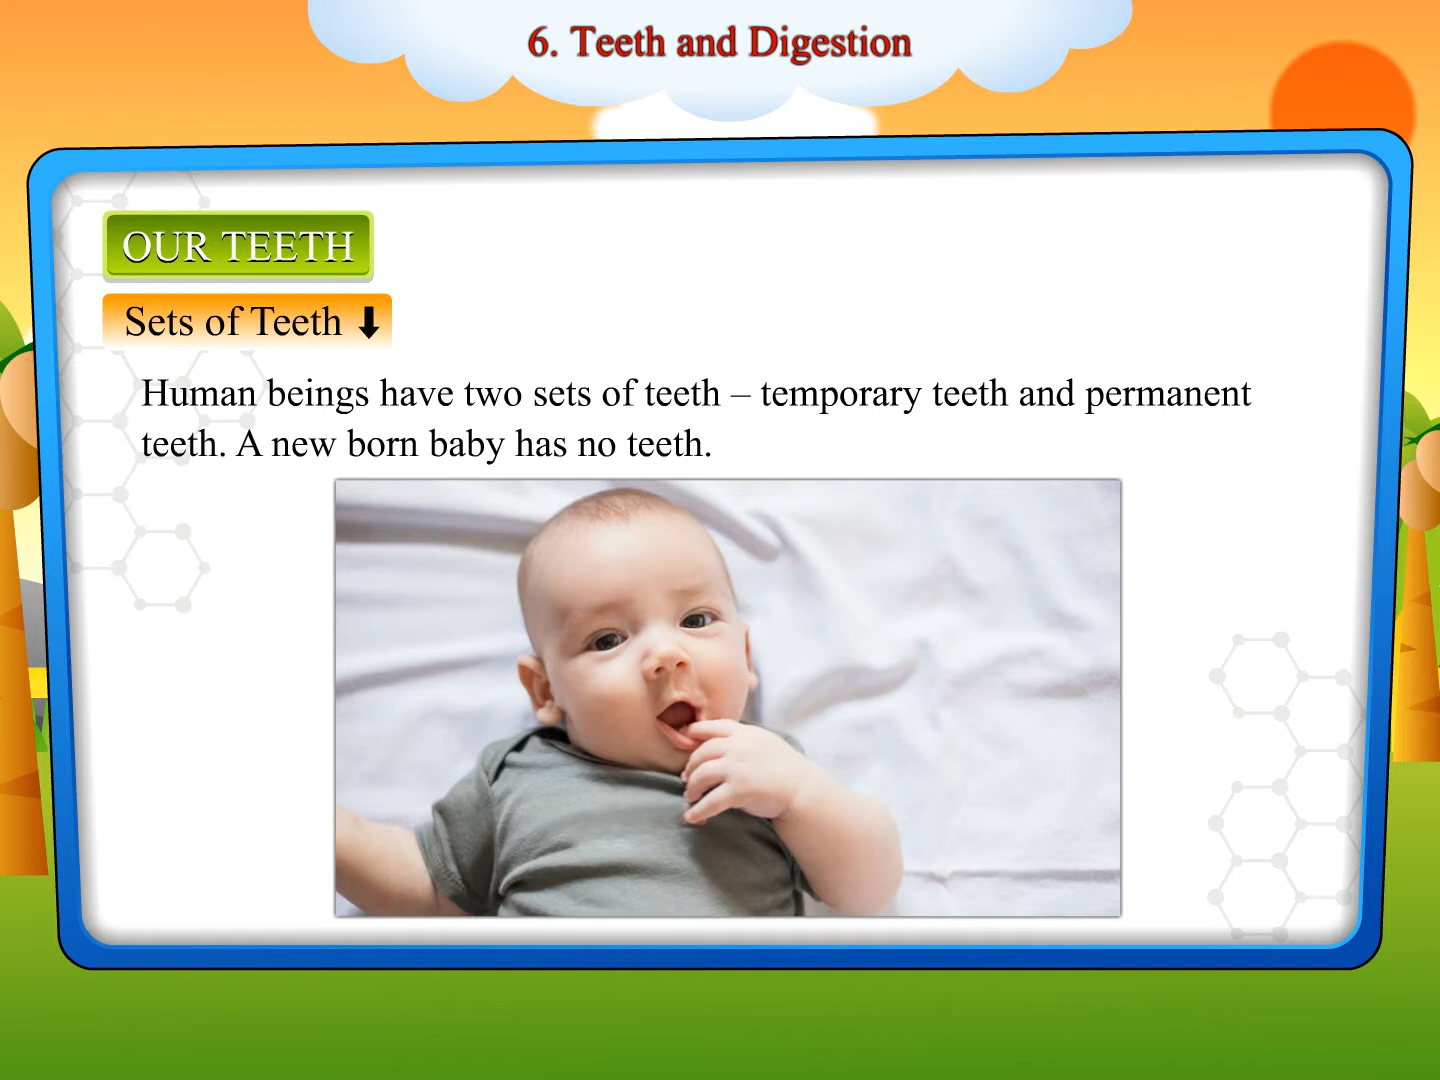 6. Teeth and Digestion
OUR TEETH
Sets of Teeth ⬇
Human beings have two sets of teeth – temporary teeth and permanent
teeth. A new born baby has no teeth.